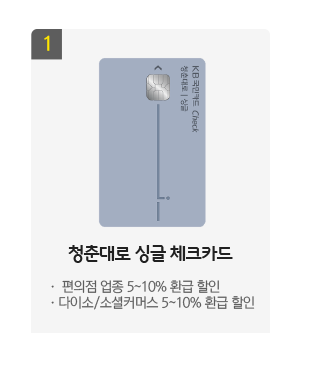 1
KB국민카드 Check
청춘대로 | 싱글
청춘대로 싱글 체크카드
· 편의점 업종 5~10% 환급 할인
· 다이소/소셜커머스 5~10% 환급 할인